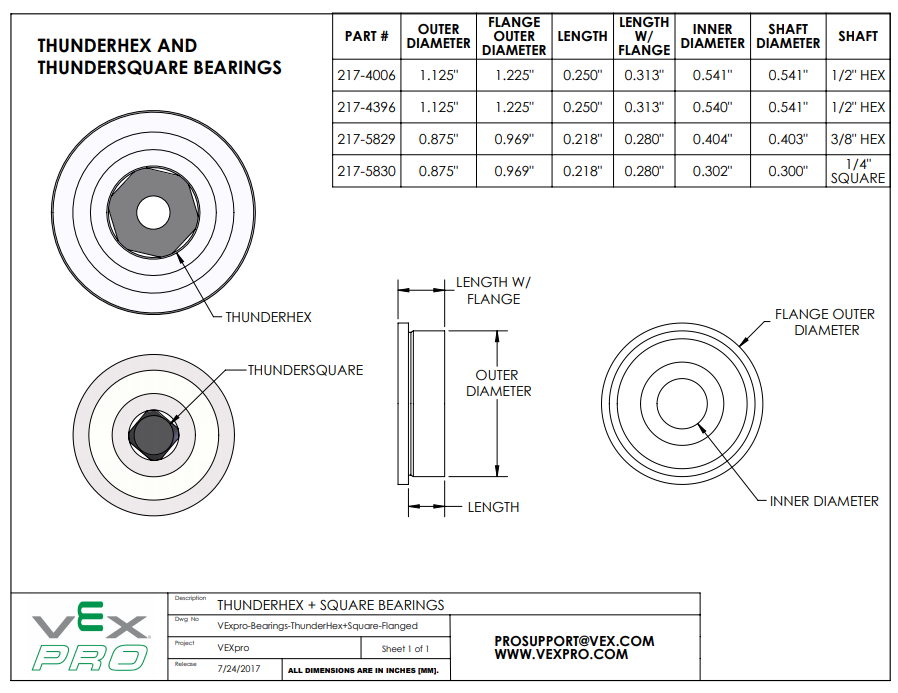 THUNDERHEX AND
THUNDERSQUARE BEARINGS
PART # OUTER DIAMETER FLANGE OUTER DIAMETER LENGTH LENGTH W/ FLANGE INNER DIAMETER SHAFT DIAMETER SHAFT
217-4006 1.125" 1.225" 0.250" 0.313" 0.541" 0.541" 1/2" HEX
217-4396 1.125" 1.225" 0.250" 0.313" 0.540" 0.541" 1/2" HEX
217-5829 0.875" 0.969" 0.218" 0.280" 0.404" 0.403" 3/8" HEX
217-5830 0.875" 0.969" 0.218" 0.280" 0.302" 0.300" 1/4" SQUARE
THUNDERHEX
THUNDERSQUARE
LENGTH W/
FLANGE
OUTER
DIAMETER
LENGTH
FLANGE OUTER
DIAMETER
INNER DIAMETER
VEX
PRO
Description THUNDERHEX + SQUARE BEARINGS
Dwg No VExpro-Bearings-ThunderHex+Square-Flanged
Project VEXpro Sheet 1 of 1
Release 7/24/2017 ALL DIMENSIONS ARE IN INCHES [MM].
PROSUPPORT@VEX.COM
WWW.VEXPRO.COM